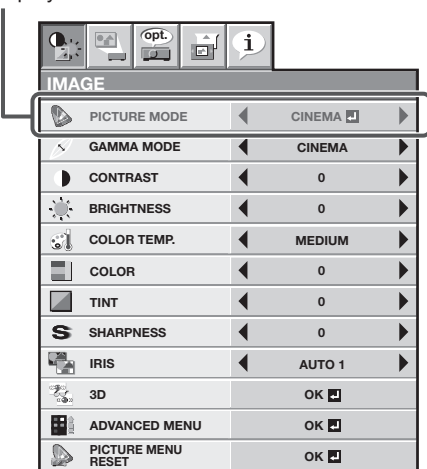 opt.
i
IMAGE
PICTURE MODE CINEMA
GAMMA MODE CINEMA
CONTRAST 0
BRIGHTNESS 0
COLOR TEMP. MEDIUM
COLOR 0
TINT 0
S SHARPNESS 0
IRIS AUTO 1
3D OK
ADVANCED MENU OK
PICTURE MENU
RESET OK